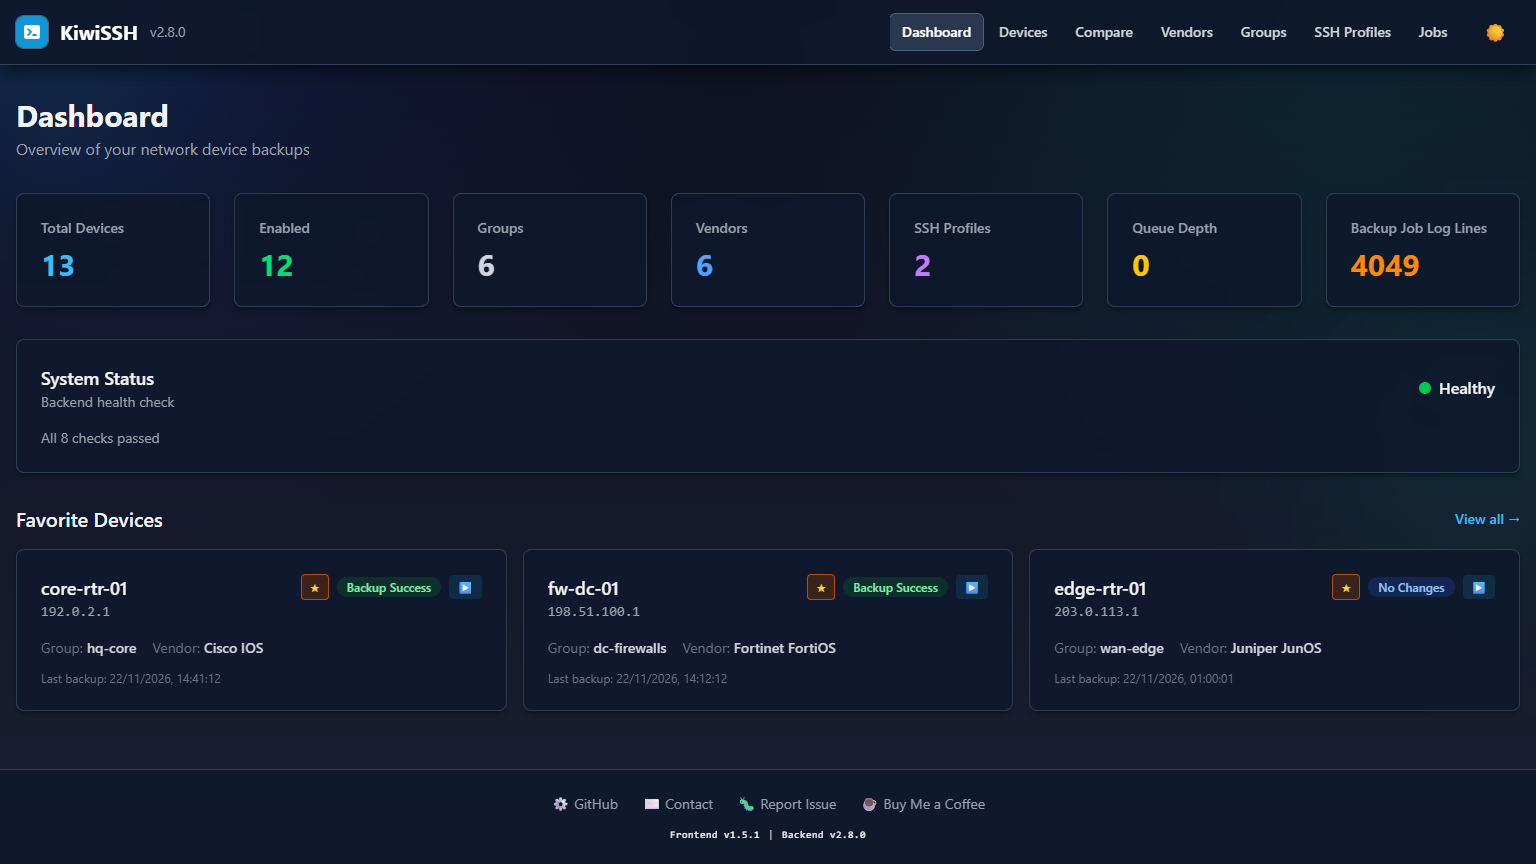 KiwiSSH v2.8.0
Dashboard Devices Compare Vendors Groups SSH Profiles Jobs
Dashboard
Overview of your network device backups
Total Devices
13
Enabled
12
Groups
6
Vendors
6
SSH Profiles
2
Queue Depth
0
Backup Job Log Lines
4049
System Status
Backend health check
All 8 checks passed
Healthy
Favorite Devices
View all →
core-rtr-01
Backup Success
192.0.2.1
Group: hq-core Vendor: Cisco IOS
Last backup: 22/11/2026, 14:41:12
fw-dc-01
Backup Success
198.51.100.1
Group: dc-firewalls Vendor: Fortinet FortiOS
Last backup: 22/11/2026, 14:12:12
edge-rtr-01
No Changes
203.0.113.1
Group: wan-edge Vendor: Juniper JunOS
Last backup: 22/11/2026, 01:00:01
GitHub Contact Report Issue Buy Me a Coffee
Frontend v1.5.1 | Backend v2.8.0